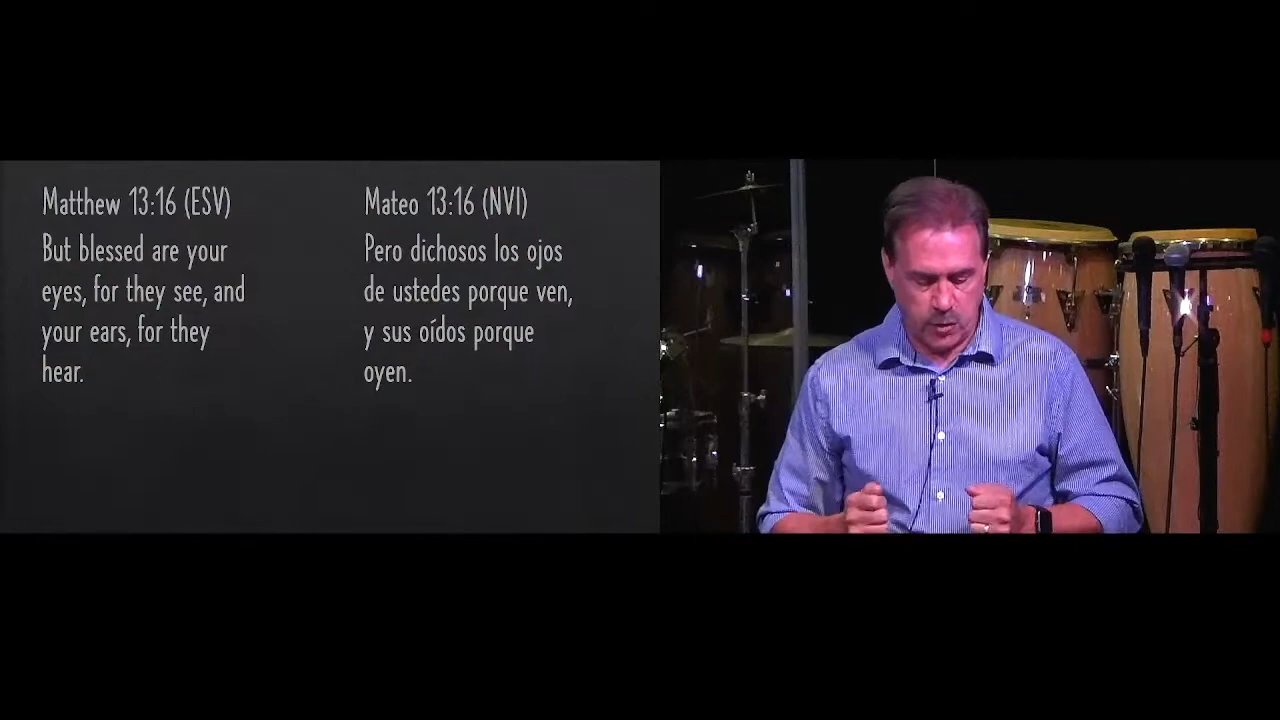 Matthew 13:16 (ESV)
But blessed are your
eyes, for they see, and
your ears, for they
hear.
Mateo 13:16 (NVI)
Pero dichosos los ojos
de ustedes porque ven,
y sus oídos porque
oyen.